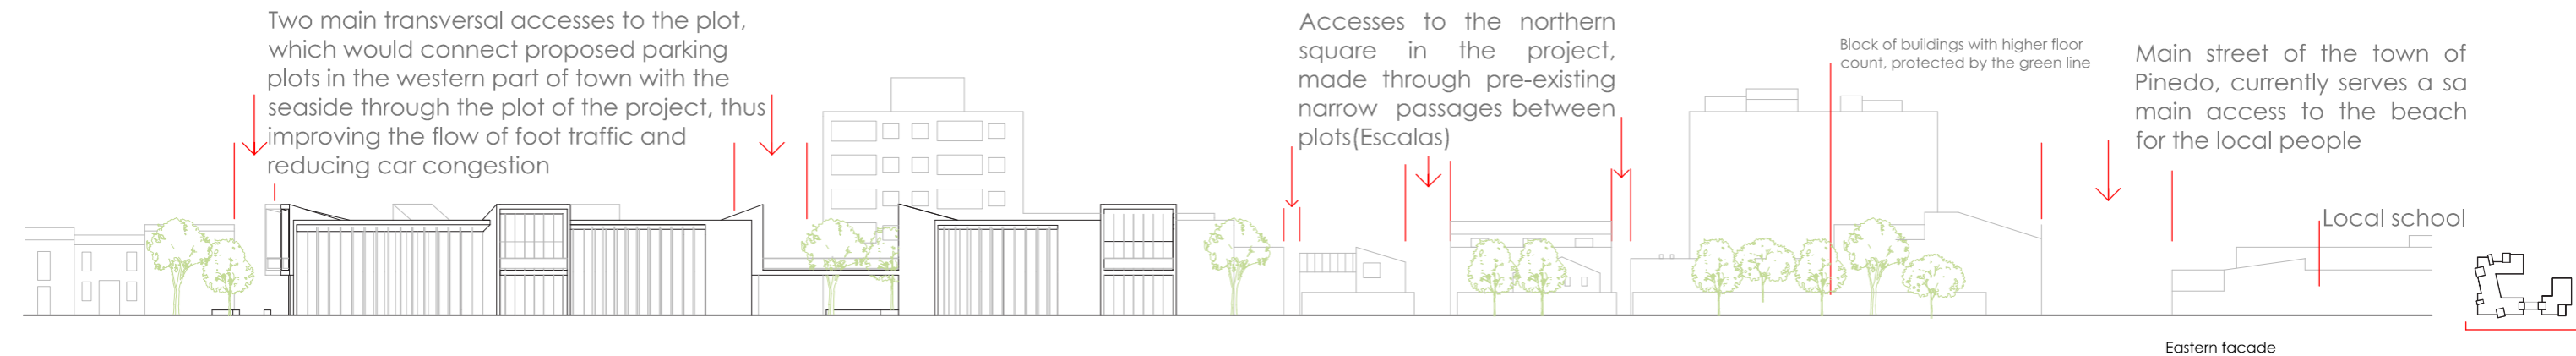 Two main transversal accesses to the plot,
which would connect proposed parking
plots in the western part of town with the
seaside through the plot of the project, thus
improving the flow of foot traffic and
reducing car congestion
Accesses to the northern
square in the project,
made through pre-existing
narrow passages between
plots(Escalas)
Block of buildings with higher floor
count, protected by the green line
Main street of the town of
Pinedo, currently serves a sa
main access to the beach
for the local people
Local school
Eastern facade